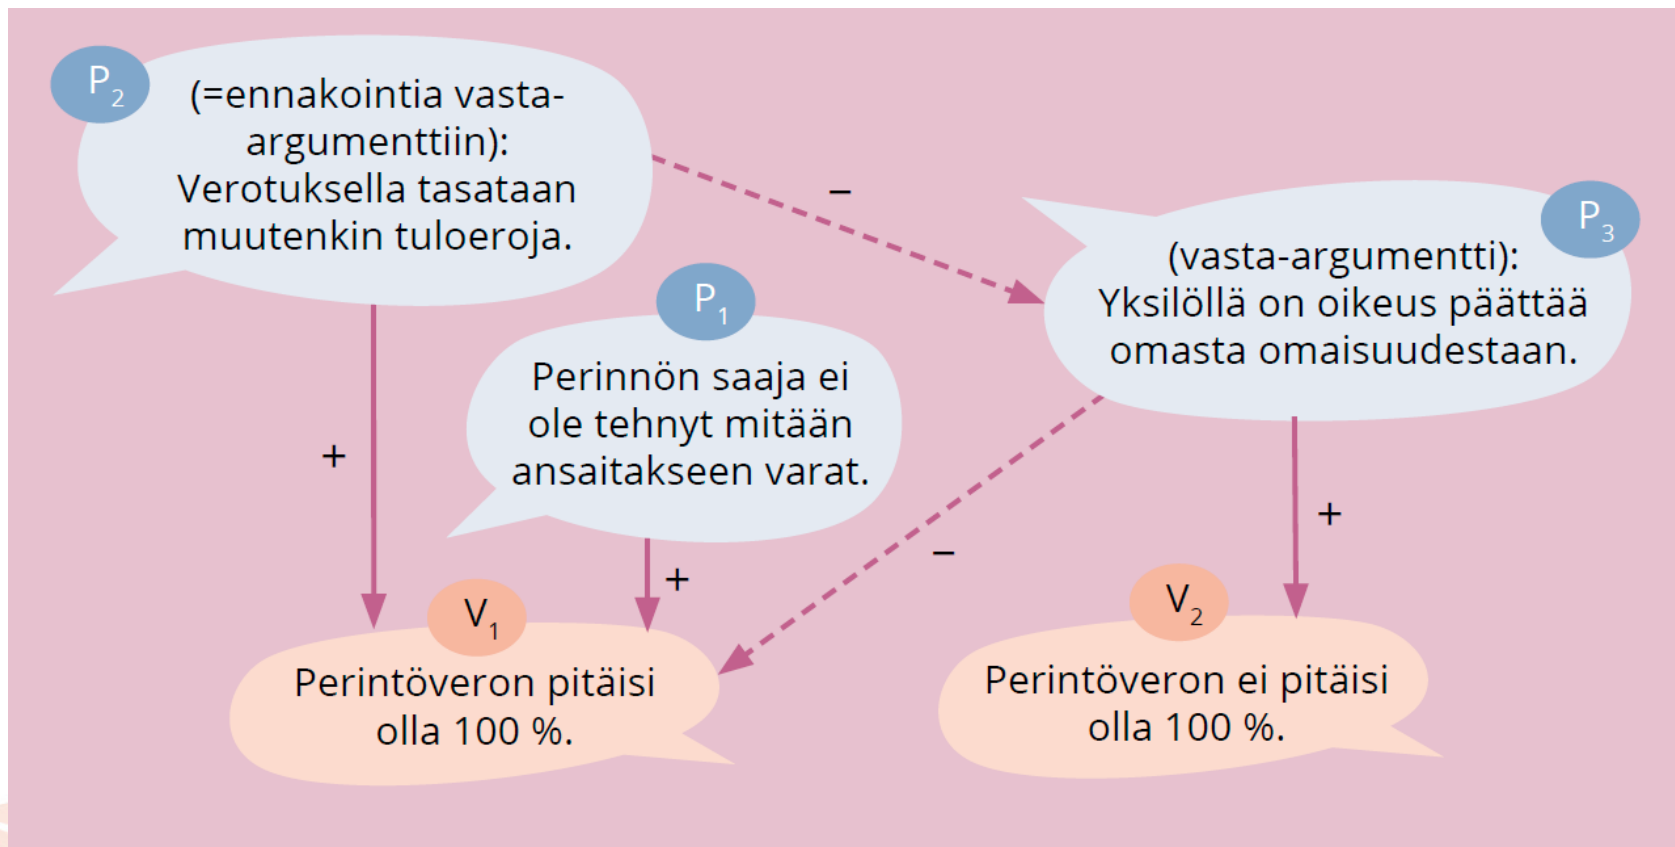 P2
(=ennakointia vasta-
argumenttiin):
Verotuksella tasataan
muutenkin tuloeroja.
–
P3
(vasta-argumentti):
Yksilöllä on oikeus päättää
omasta omaisuudestaan.
P1
Perinnön saaja ei
ole tehnyt mitään
ansaitakseen varat.
+
+
–
+
V1
Perintöveron pitäisi
olla 100 %.
V2
Perintöveron ei pitäisi
olla 100 %.